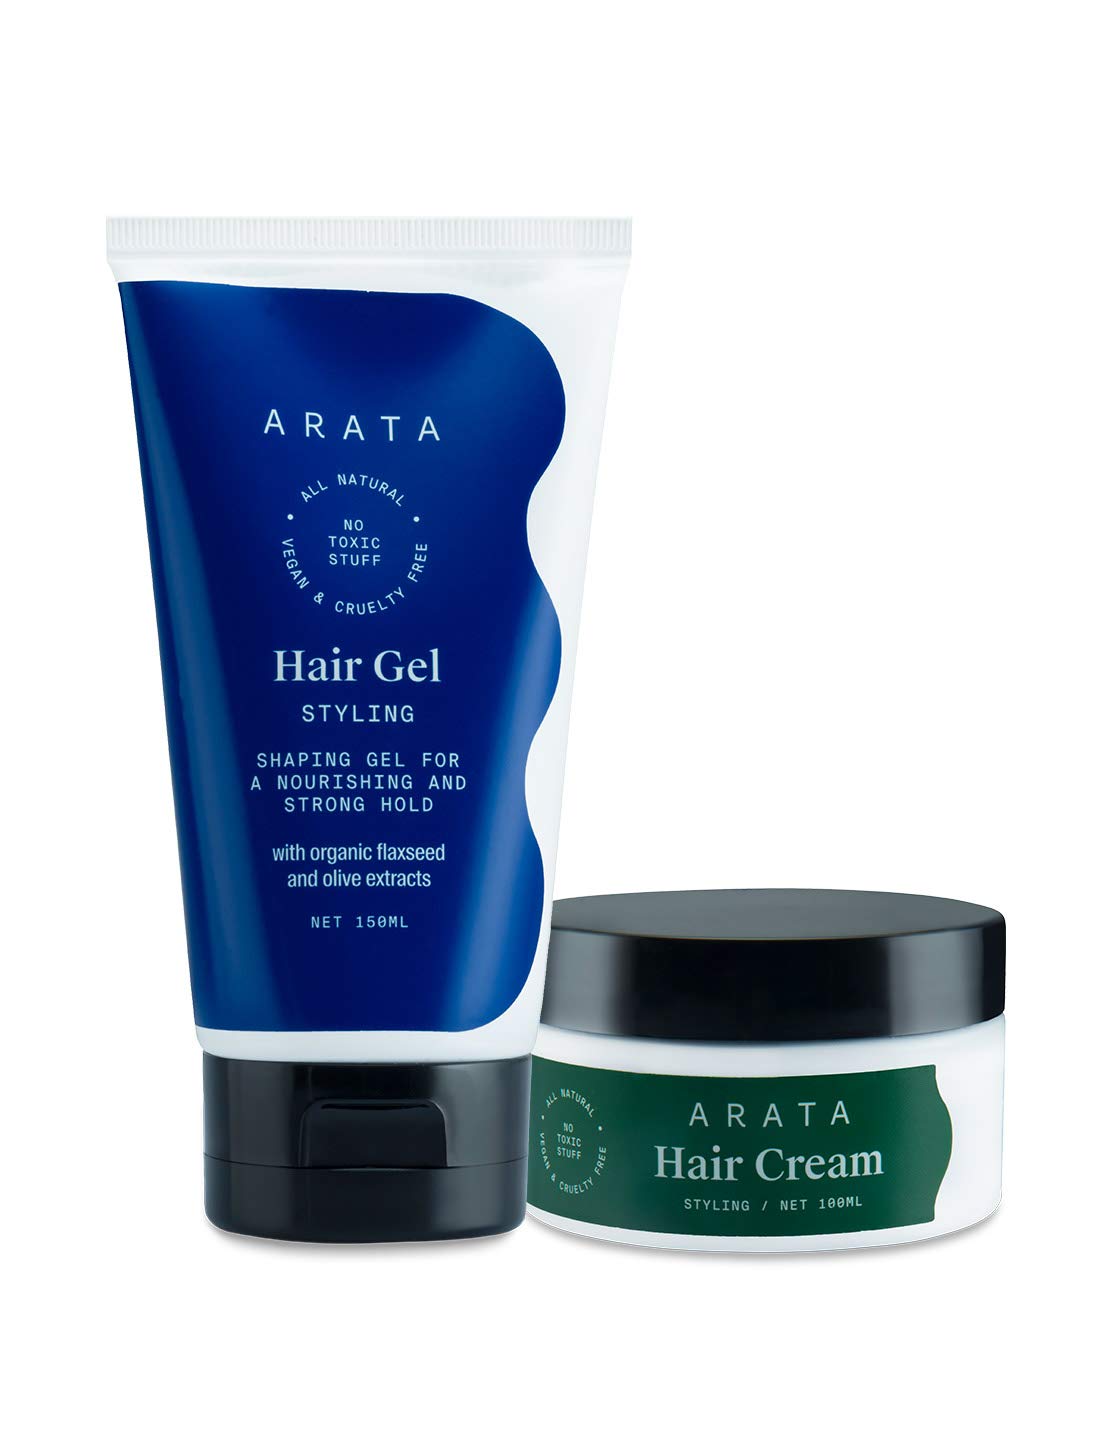 ARATA
ALL NATURAL
• VEGAN & CRUELTY FREE •
NO
TOXIC
STUFF
Hair Gel
STYLING
SHAPING GEL FOR
A NOURISHING AND
STRONG HOLD
with organic flaxseed
and olive extracts
NET 150ML
ALL NATURAL
• VEGAN & CRUELTY FREE •
NO
TOXIC
STUFF
ARATA
Hair Cream
STYLING / NET 100ML